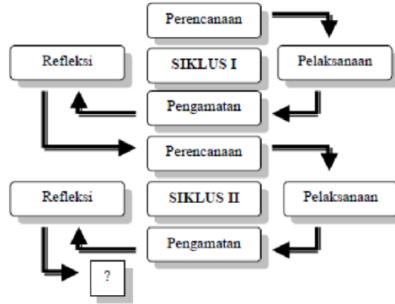 Perencanaan
Refleksi
SIKLUS I
Pelaksanaan
Pengamatan
Perencanaan
Refleksi
SIKLUS II
Pelaksanaan
Pengamatan
?